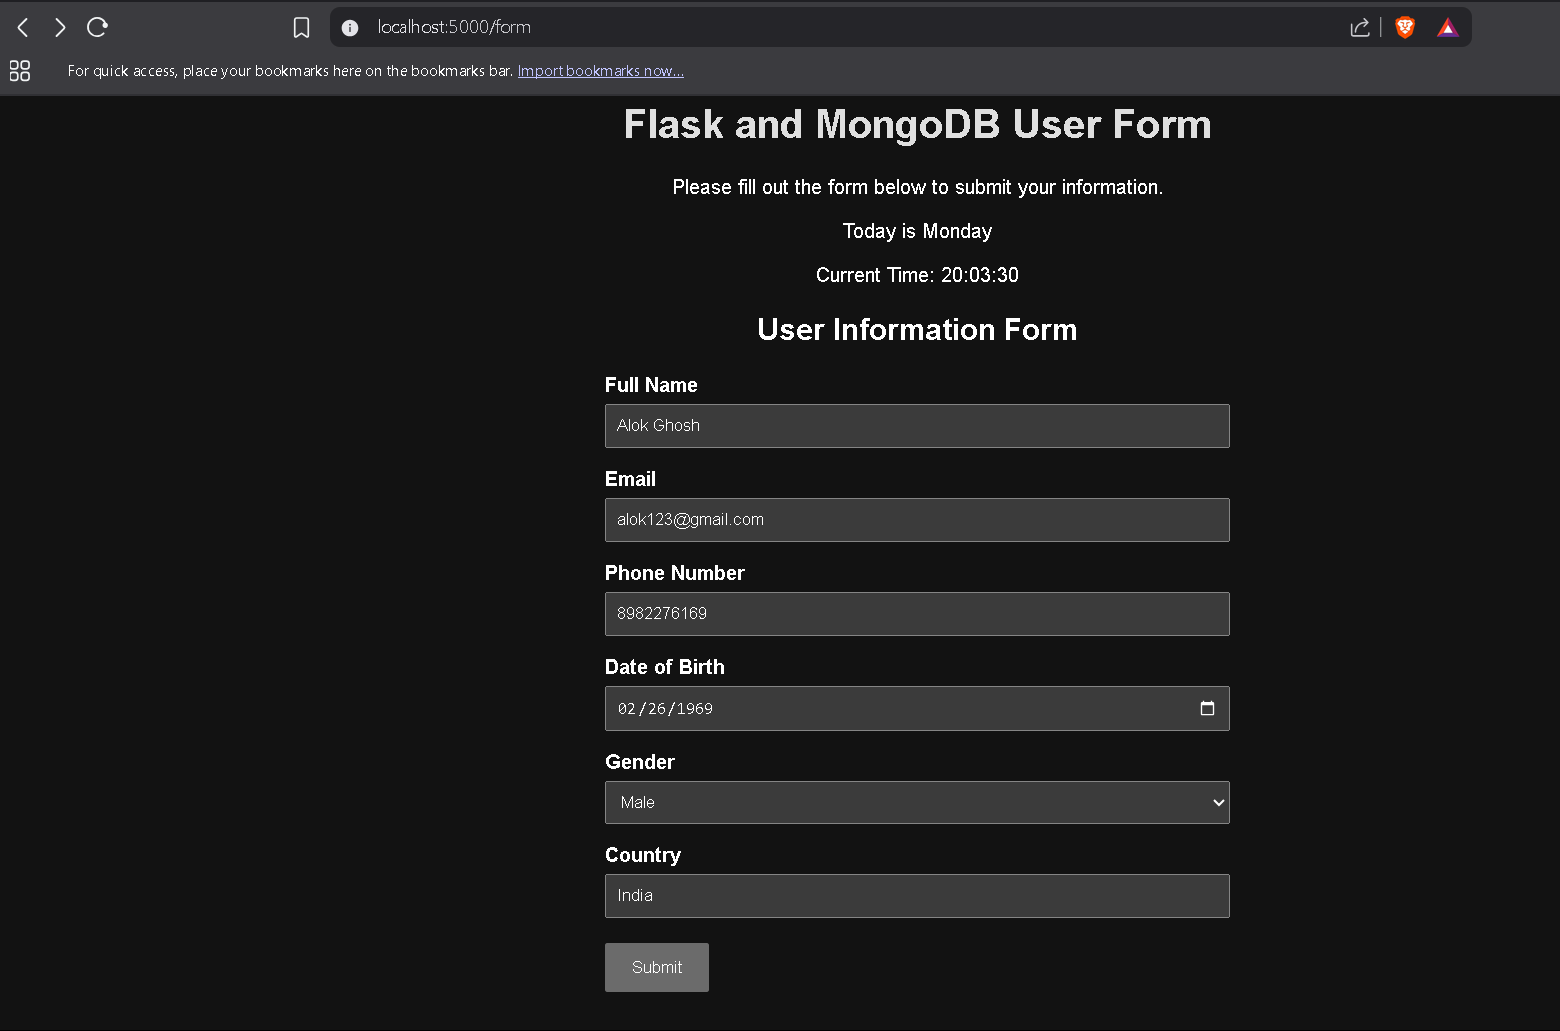 localhost:5000/form
For quick access, place your bookmarks here on the bookmarks bar. Import bookmarks now...
Flask and MongoDB User Form
Please fill out the form below to submit your information.
Today is Monday
Current Time: 20:03:30
User Information Form
Full Name
Alok Ghosh
Email
alok123@gmail.com
Phone Number
8982276169
Date of Birth
02/26/1969
Gender
Male
Country
India
Submit